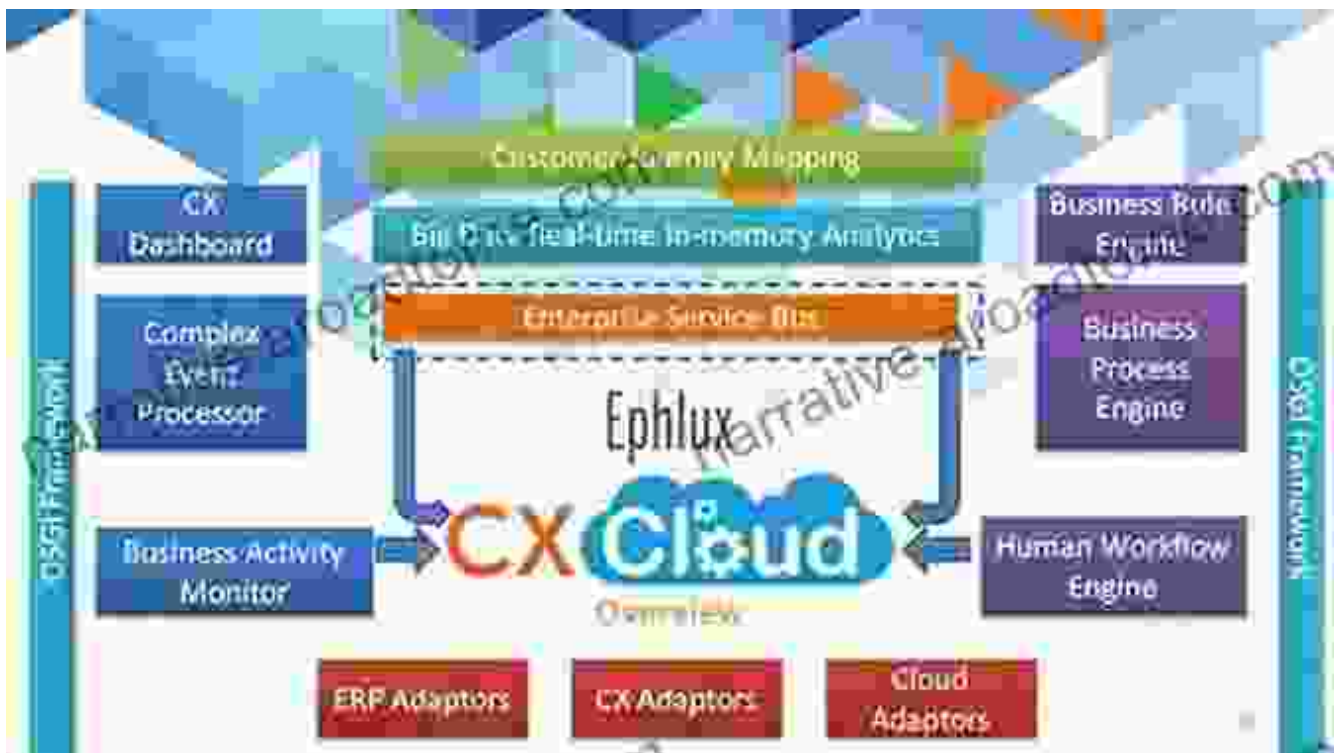 Customer Journey Mapping
CX
Dashboard
Big Data Real-time In-memory Analytics
Business Rule
Engine
Enterprise Service Bus
Complex
Event
Processor
Business
Process
Engine
OSGI Framework
OSGI Framework
Ephlux
CX Cloud
Overview
Business Activity
Monitor
Human Workflow
Engine
ERP Adaptors
CX Adaptors
Cloud
Adaptors
narrative